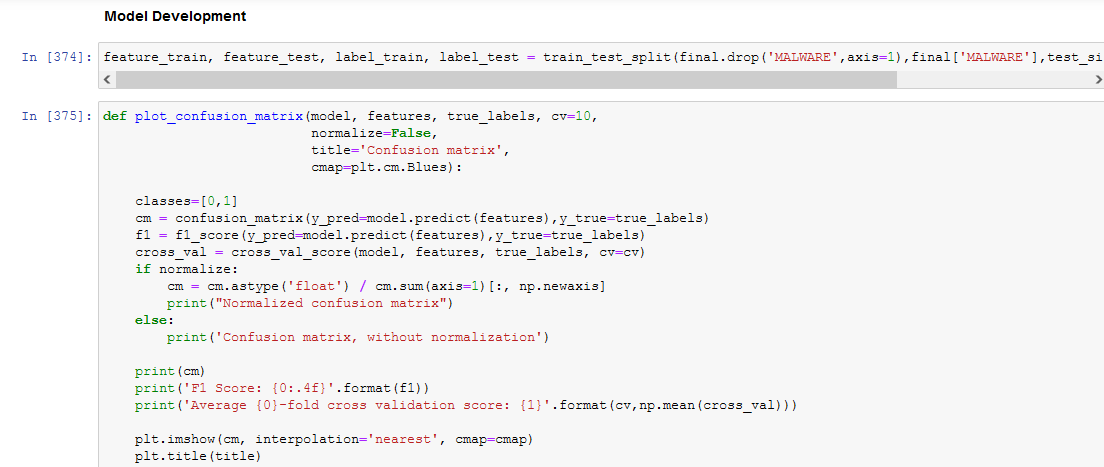 Model Development
In [374]: feature_train, feature_test, label_train, label_test = train_test_split(final.drop('MALWARE',axis=1),final['MALWARE'],test_si
In [375]: def plot_confusion_matrix(model, features, true_labels, cv=10,
                          normalize=False,
                          title='Confusion matrix',
                          cmap=plt.cm.Blues):
    classes=[0,1]
    cm = confusion_matrix(y_pred=model.predict(features),y_true=true_labels)
    f1 = f1_score(y_pred=model.predict(features),y_true=true_labels)
    cross_val = cross_val_score(model, features, true_labels, cv=cv)
    if normalize:
        cm = cm.astype('float') / cm.sum(axis=1)[:, np.newaxis]
        print("Normalized confusion matrix")
    else:
        print('Confusion matrix, without normalization')
    print(cm)
    print('F1 Score: {0:.4f}'.format(f1))
    print('Average {0}-fold cross validation score: {1}'.format(cv,np.mean(cross_val)))
    plt.imshow(cm, interpolation='nearest', cmap=cmap)
    plt.title(title)